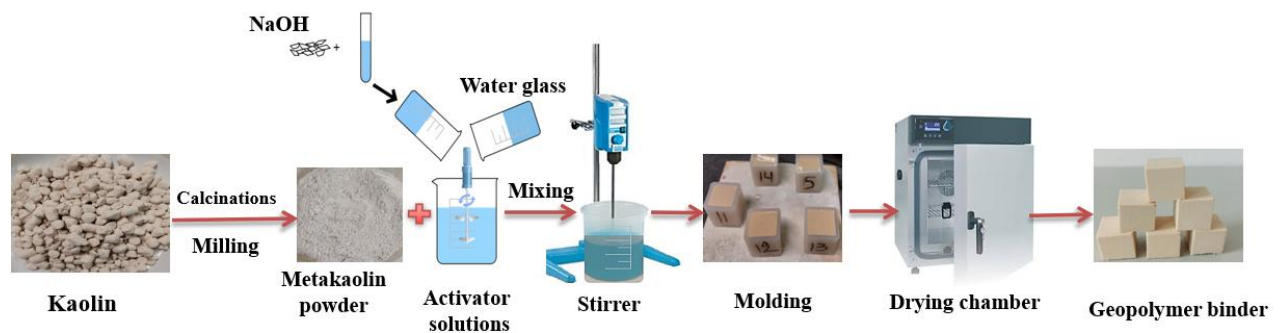 NaOH
+
Water glass
Calcinations
Milling
Mixing
14
5
11
12
13
Kaolin
Metakaolin
powder
Activator
solutions
Stirrer
Molding
Drying chamber
Geopolymer binder